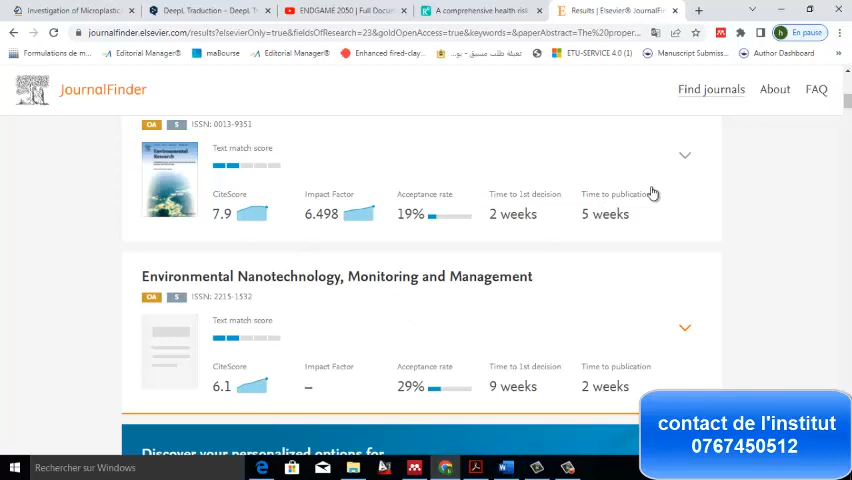 Investigation of Microplastic
DeepL Traduction – DeepL Tr
ENDGAME 2050 | Full Docum
A comprehensive health risk
Results | Elsevier® JournalFin
journalfinder.elsevier.com/results?elsevierOnly=true&fieldsOfResearch=23&goldOpenAccess=true&keywords=&paperAbstract=The%20proper...
En pause
Formulations de m...
Editorial Manager®
maBourse
Editorial Manager®
Enhanced fired-clay...
تعبئة طلب مسبق - بو...
ETU-SERVICE 4.0 (1)
Manuscript Submiss...
Author Dashboard
JournalFinder
Find journals
About
FAQ
OA S ISSN: 0013-9351
Text match score
CiteScore
Impact Factor
Acceptance rate
Time to 1st decision
Time to publication
7.9
6.498
19%
2 weeks
5 weeks
Environmental Nanotechnology, Monitoring and Management
OA S ISSN: 2215-1532
Text match score
CiteScore
Impact Factor
Acceptance rate
Time to 1st decision
Time to publication
6.1
–
29%
9 weeks
2 weeks
Discover your personalized options for
contact de l'institut
0767450512
Rechercher sur Windows